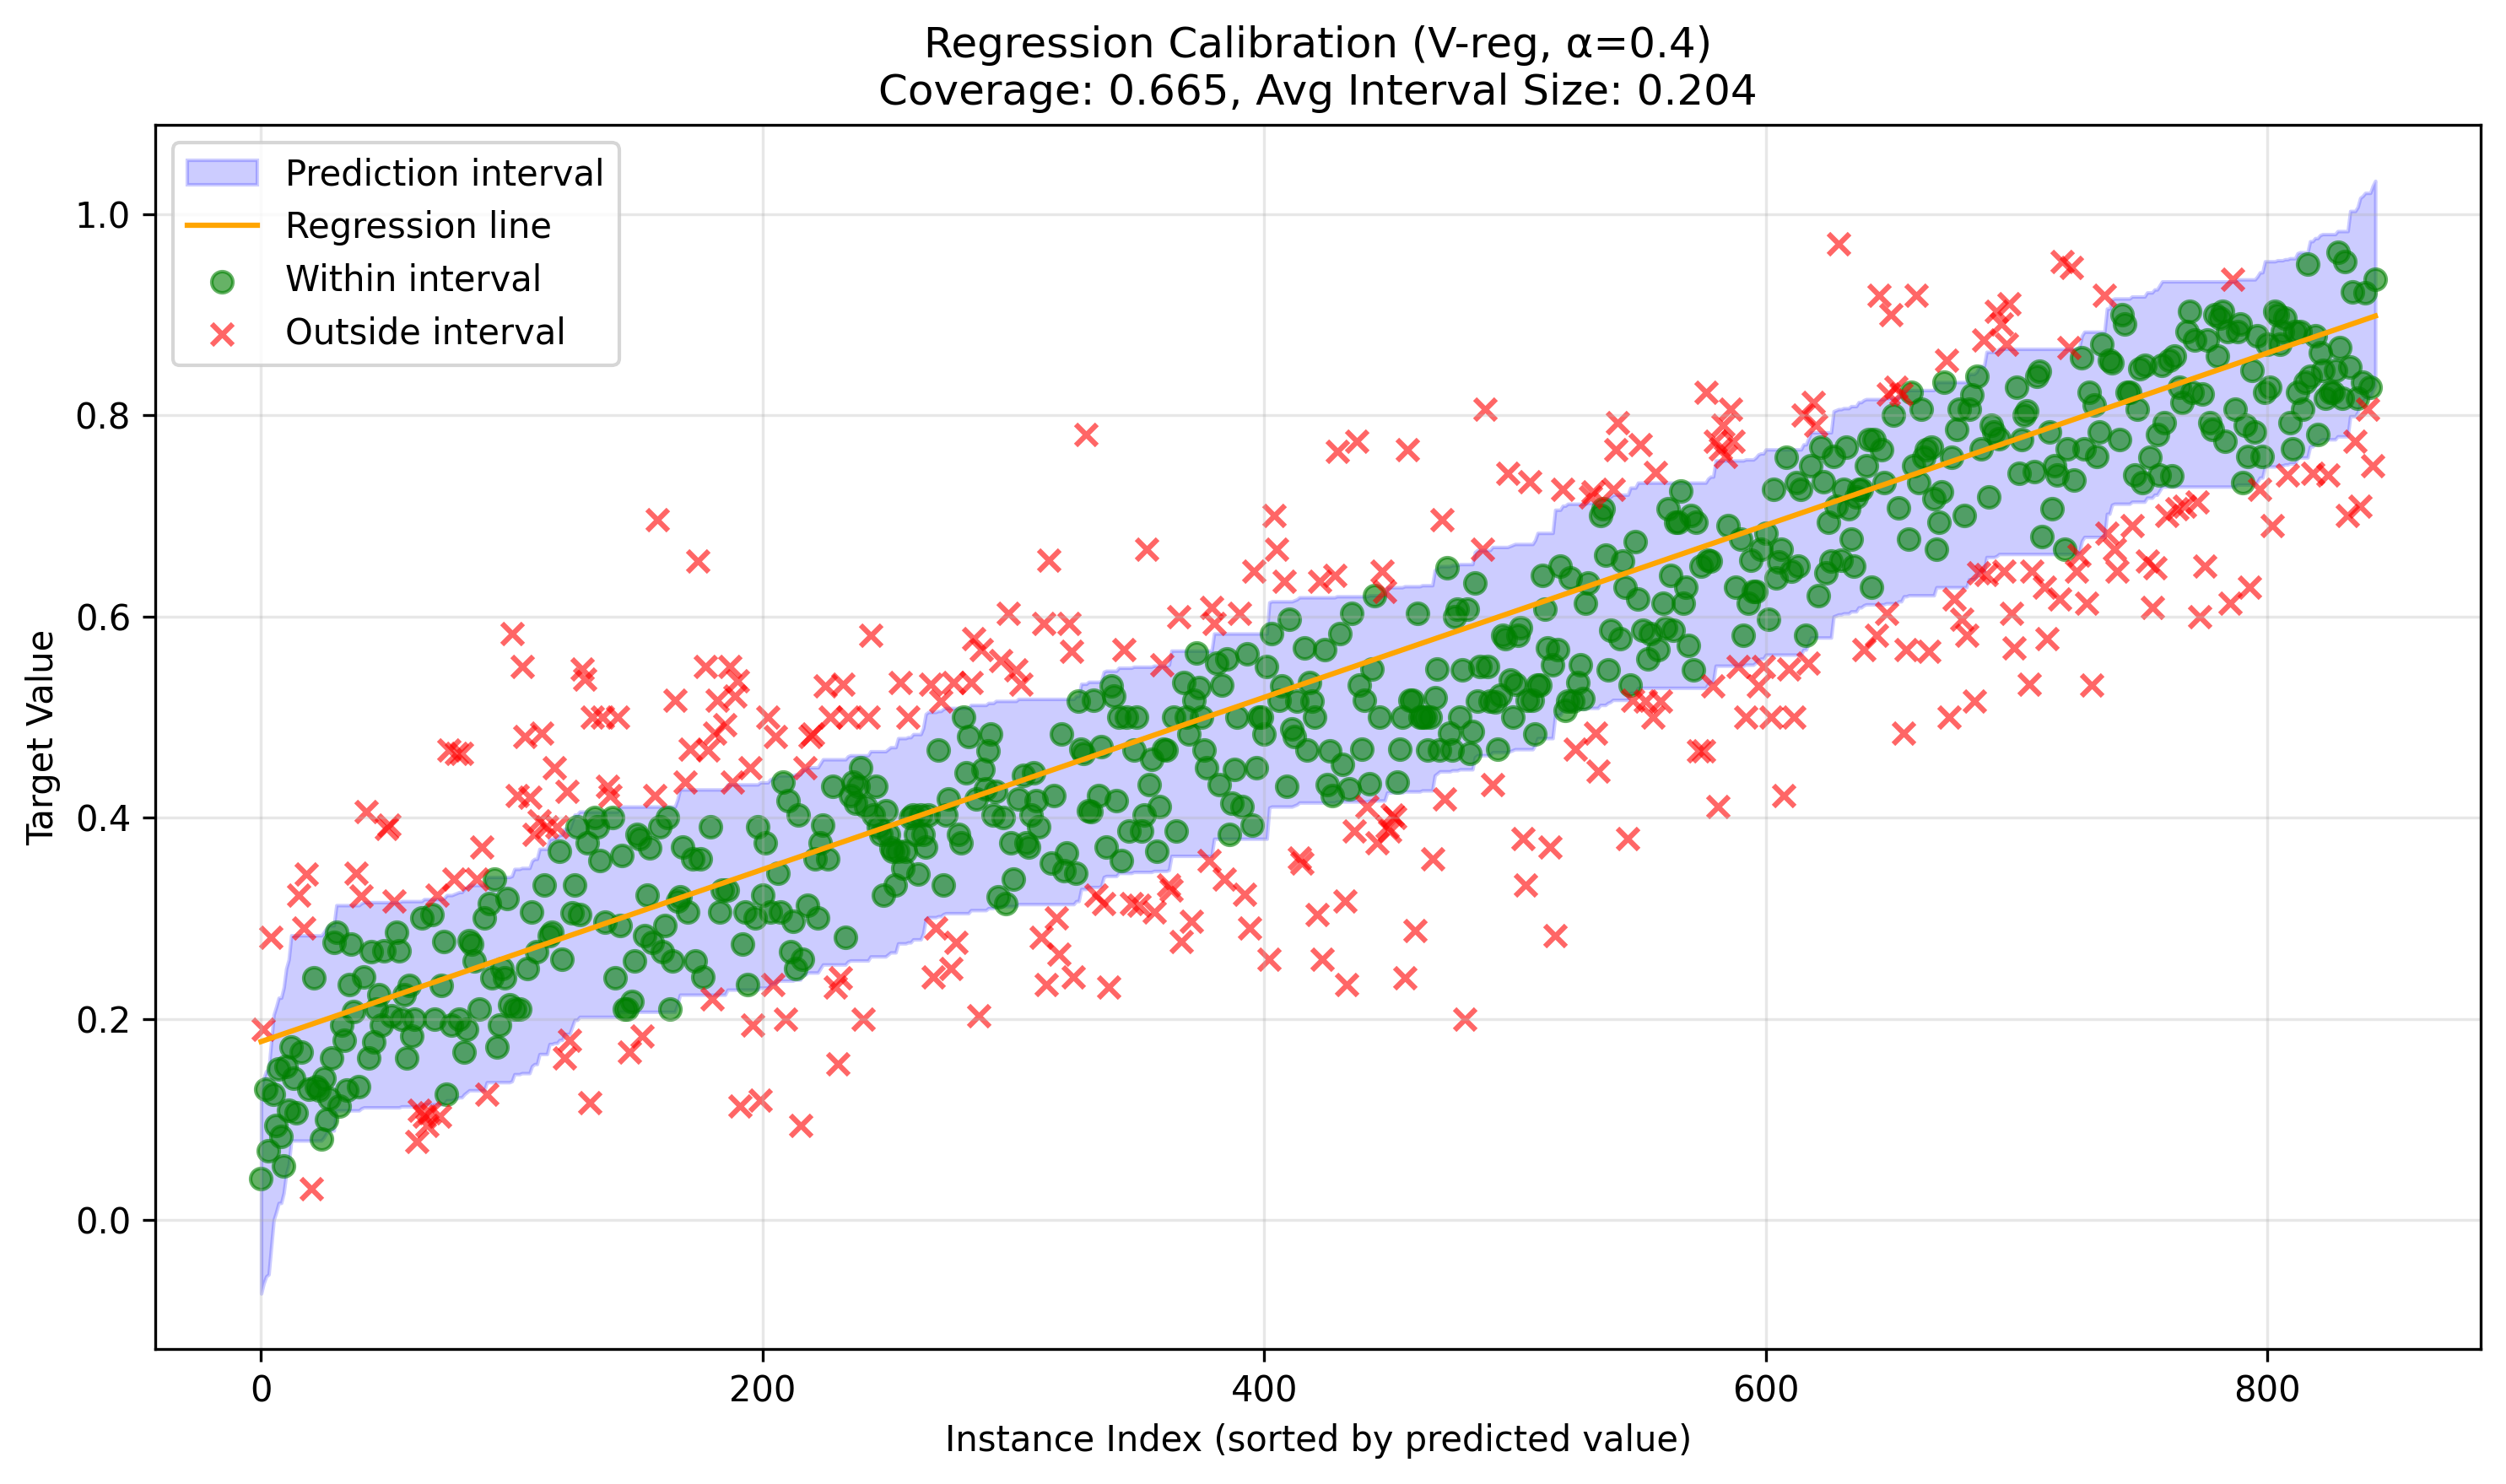 Regression Calibration (V-reg, α=0.4)
Coverage: 0.665, Avg Interval Size: 0.204
Prediction interval
Regression line
Within interval
Outside interval
1.0
0.8
0.6
0.4
0.2
0.0
Target Value
0 200 400 600 800
Instance Index (sorted by predicted value)